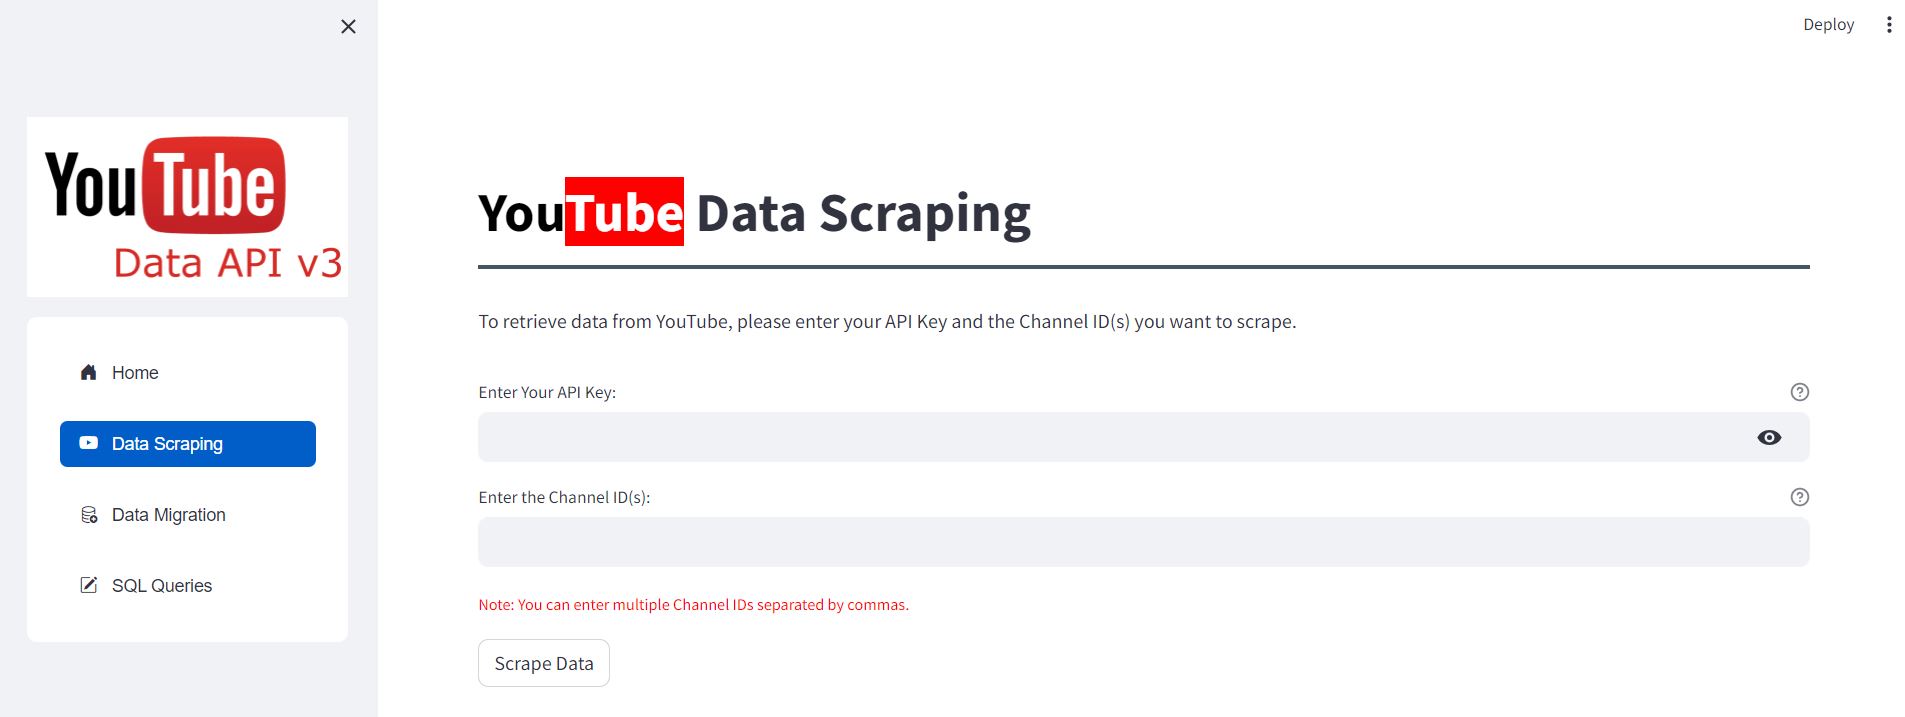 Deploy
YouTube
Data API v3
Home
Data Scraping
Data Migration
SQL Queries
YouTube Data Scraping
To retrieve data from YouTube, please enter your API Key and the Channel ID(s) you want to scrape.
Enter Your API Key:
Enter the Channel ID(s):
Note: You can enter multiple Channel IDs separated by commas.
Scrape Data